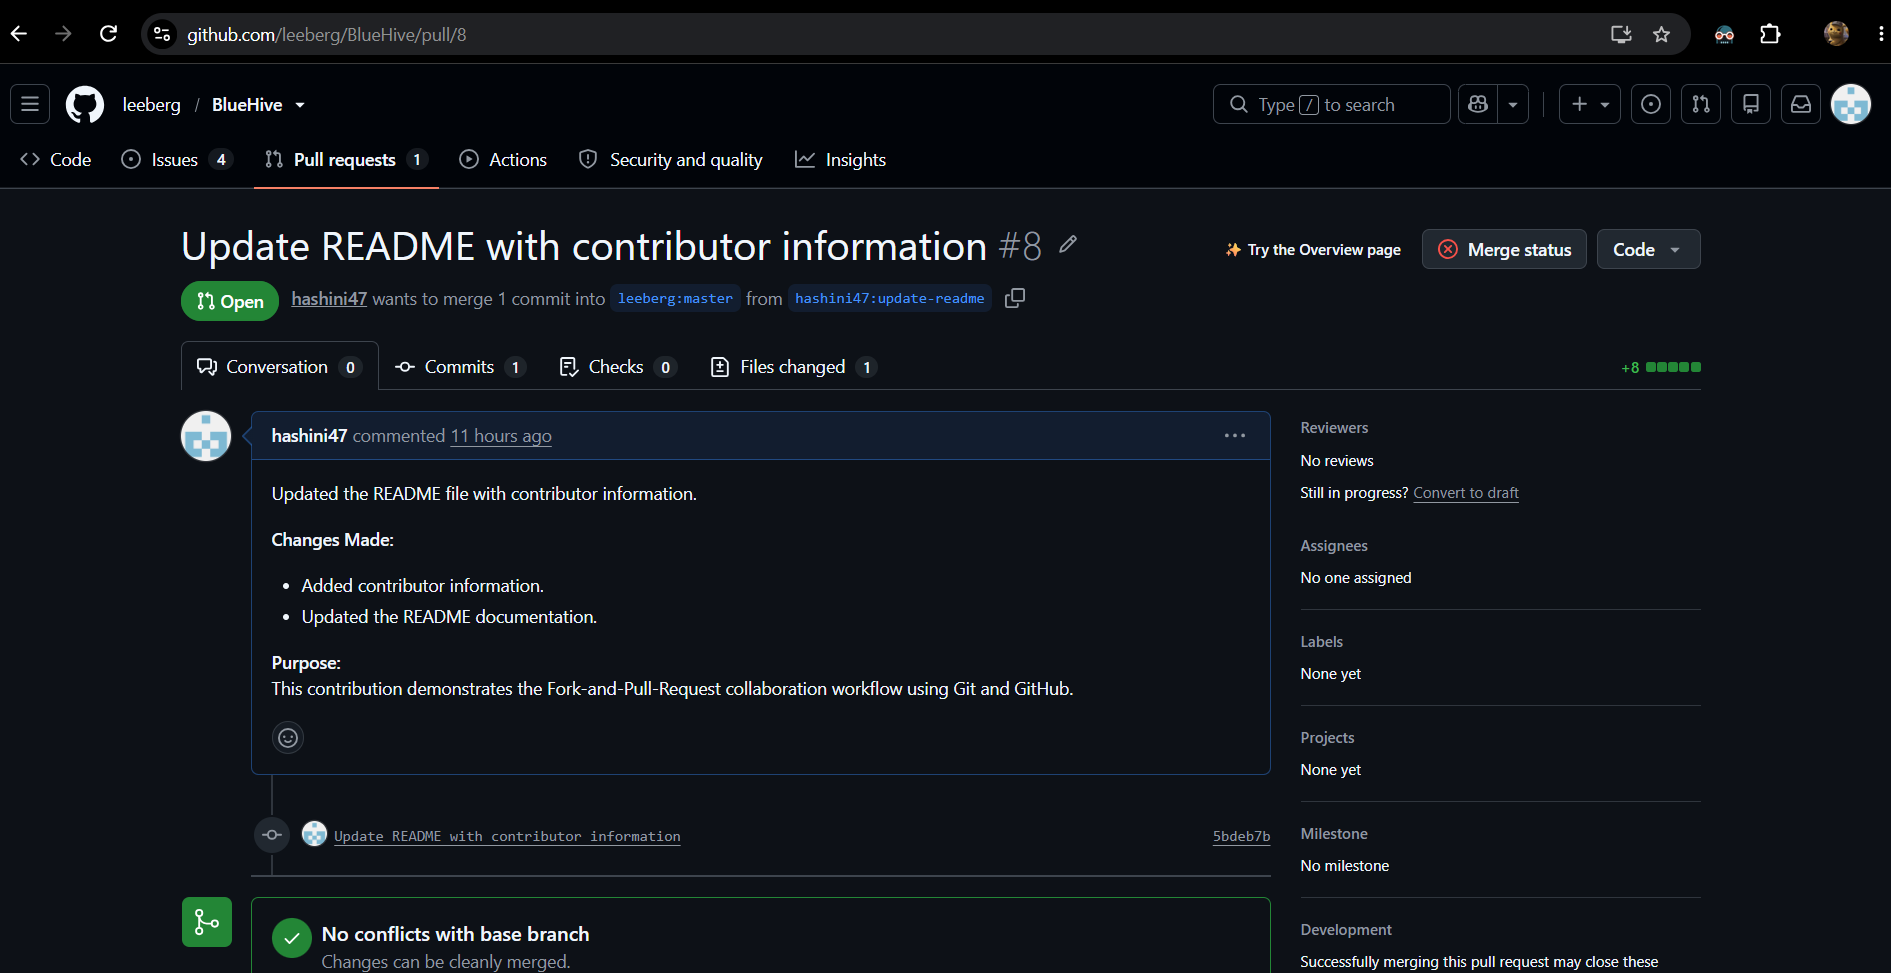 github.com/leeberg/BlueHive/pull/8
leeberg / BlueHive
Type / to search
Code Issues 4 Pull requests 1 Actions Security and quality Insights
Update README with contributor information #8
Try the Overview page Merge status Code
Open hashini47 wants to merge 1 commit into leeberg:master from hashini47:update-readme
Conversation 0 Commits 1 Checks 0 Files changed 1 +8
hashini47 commented 11 hours ago
Updated the README file with contributor information.
Changes Made:
• Added contributor information.
• Updated the README documentation.
Purpose:
This contribution demonstrates the Fork-and-Pull-Request collaboration workflow using Git and GitHub.
Update README with contributor information 5bdeb7b
No conflicts with base branch
Changes can be cleanly merged.
Reviewers
No reviews
Still in progress? Convert to draft
Assignees
No one assigned
Labels
None yet
Projects
None yet
Milestone
No milestone
Development
Successfully merging this pull request may close these